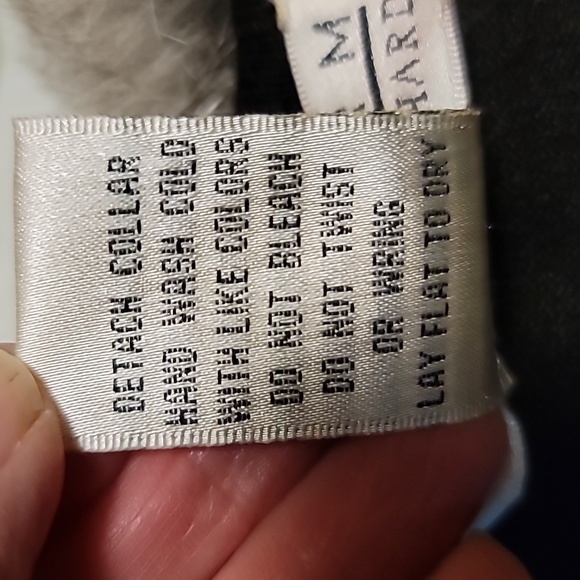 M
HARD
DETACH COLLAR
HAND WASH COLD
WITH LIKE COLORS
DO NOT BLEACH
DO NOT TWIST
OR WRING
LAY FLAT TO DRY